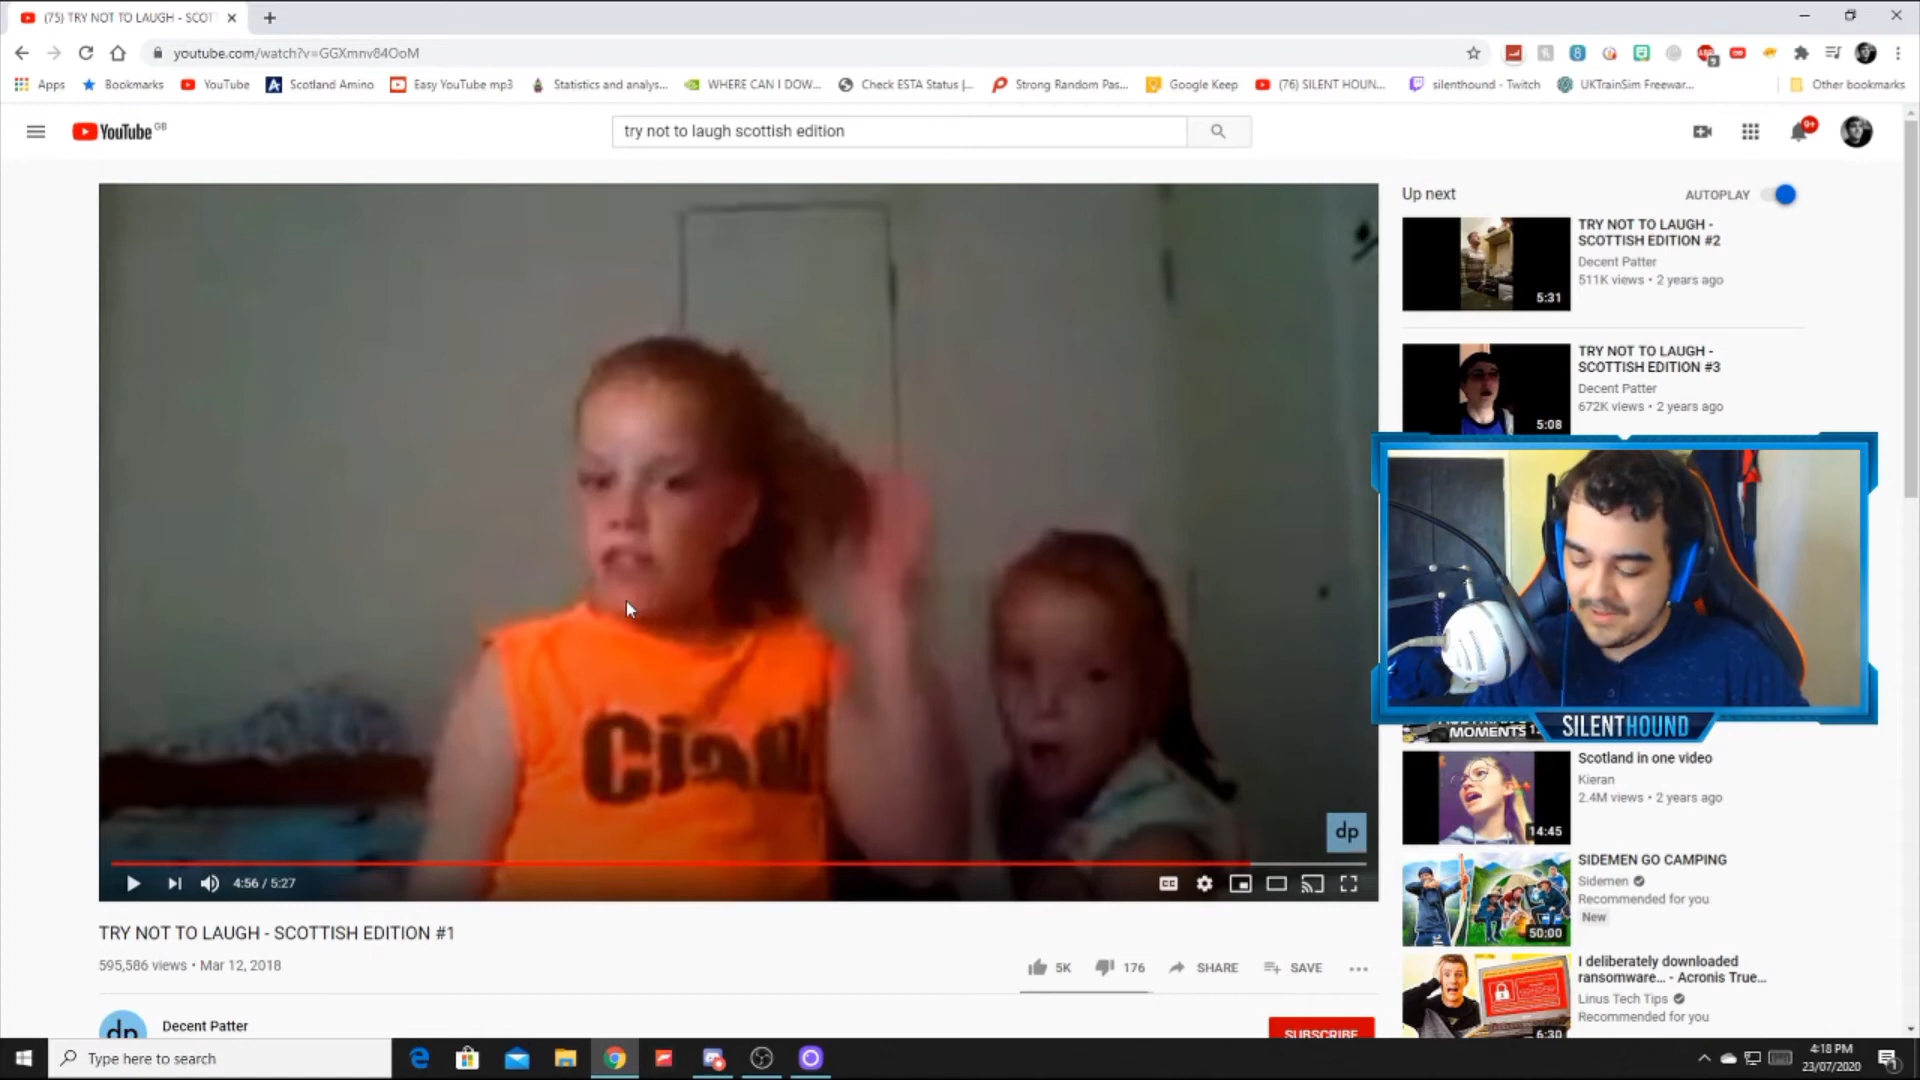 (75) TRY NOT TO LAUGH - SCOT
youtube.com/watch?v=GGXmnv84OoM
Apps Bookmarks YouTube Scotland Amino Easy YouTube mp3 Statistics and analys... WHERE CAN I DOW... Check ESTA Status |... Strong Random Pas... Google Keep (76) SILENT HOUN... silenthound - Twitch UKTrainSim Freewar... Other bookmarks
YouTube GB
try not to laugh scottish edition
9+
Up next
AUTOPLAY
TRY NOT TO LAUGH -
SCOTTISH EDITION #2
Decent Patter
511K views • 2 years ago
5:31
TRY NOT TO LAUGH -
SCOTTISH EDITION #3
Decent Patter
672K views • 2 years ago
5:08
SILENTHOUND
MOMENTS
Scotland in one video
Kieran
2.4M views • 2 years ago
14:45
SIDEMEN GO CAMPING
Sidemen
Recommended for you
New
50:00
I deliberately downloaded
ransomware... - Acronis True...
Linus Tech Tips
Recommended for you
6:30
dp
4:56 / 5:27
CC
TRY NOT TO LAUGH - SCOTTISH EDITION #1
595,586 views • Mar 12, 2018
5K 176 SHARE SAVE
dp
Decent Patter
SUBSCRIBE
Type here to search
4:18 PM
23/07/2020